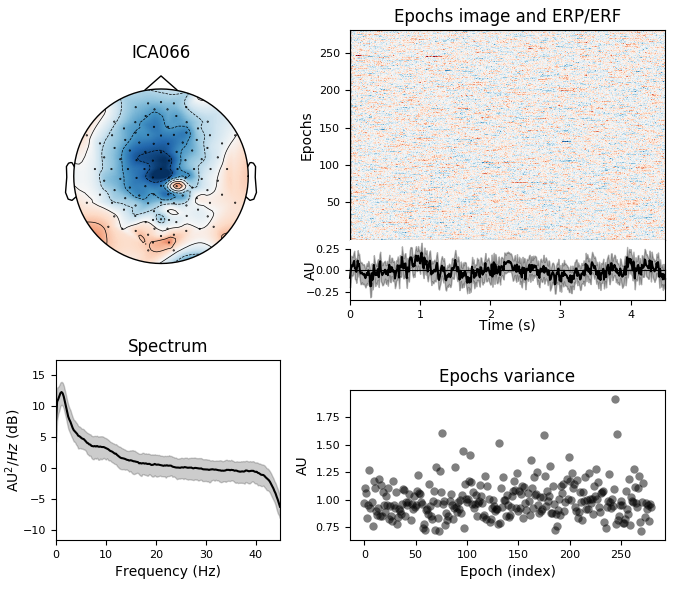 ICA066
Epochs image and ERP/ERF
Epochs
250
200
150
100
50
AU
0.25
0.00
−0.25
0 1 2 3 4
Time (s)
Spectrum
AU²/Hz (dB)
15
10
5
0
−5
−10
0 10 20 30 40
Frequency (Hz)
Epochs variance
AU
1.75
1.50
1.25
1.00
0.75
0 50 100 150 200 250
Epoch (index)